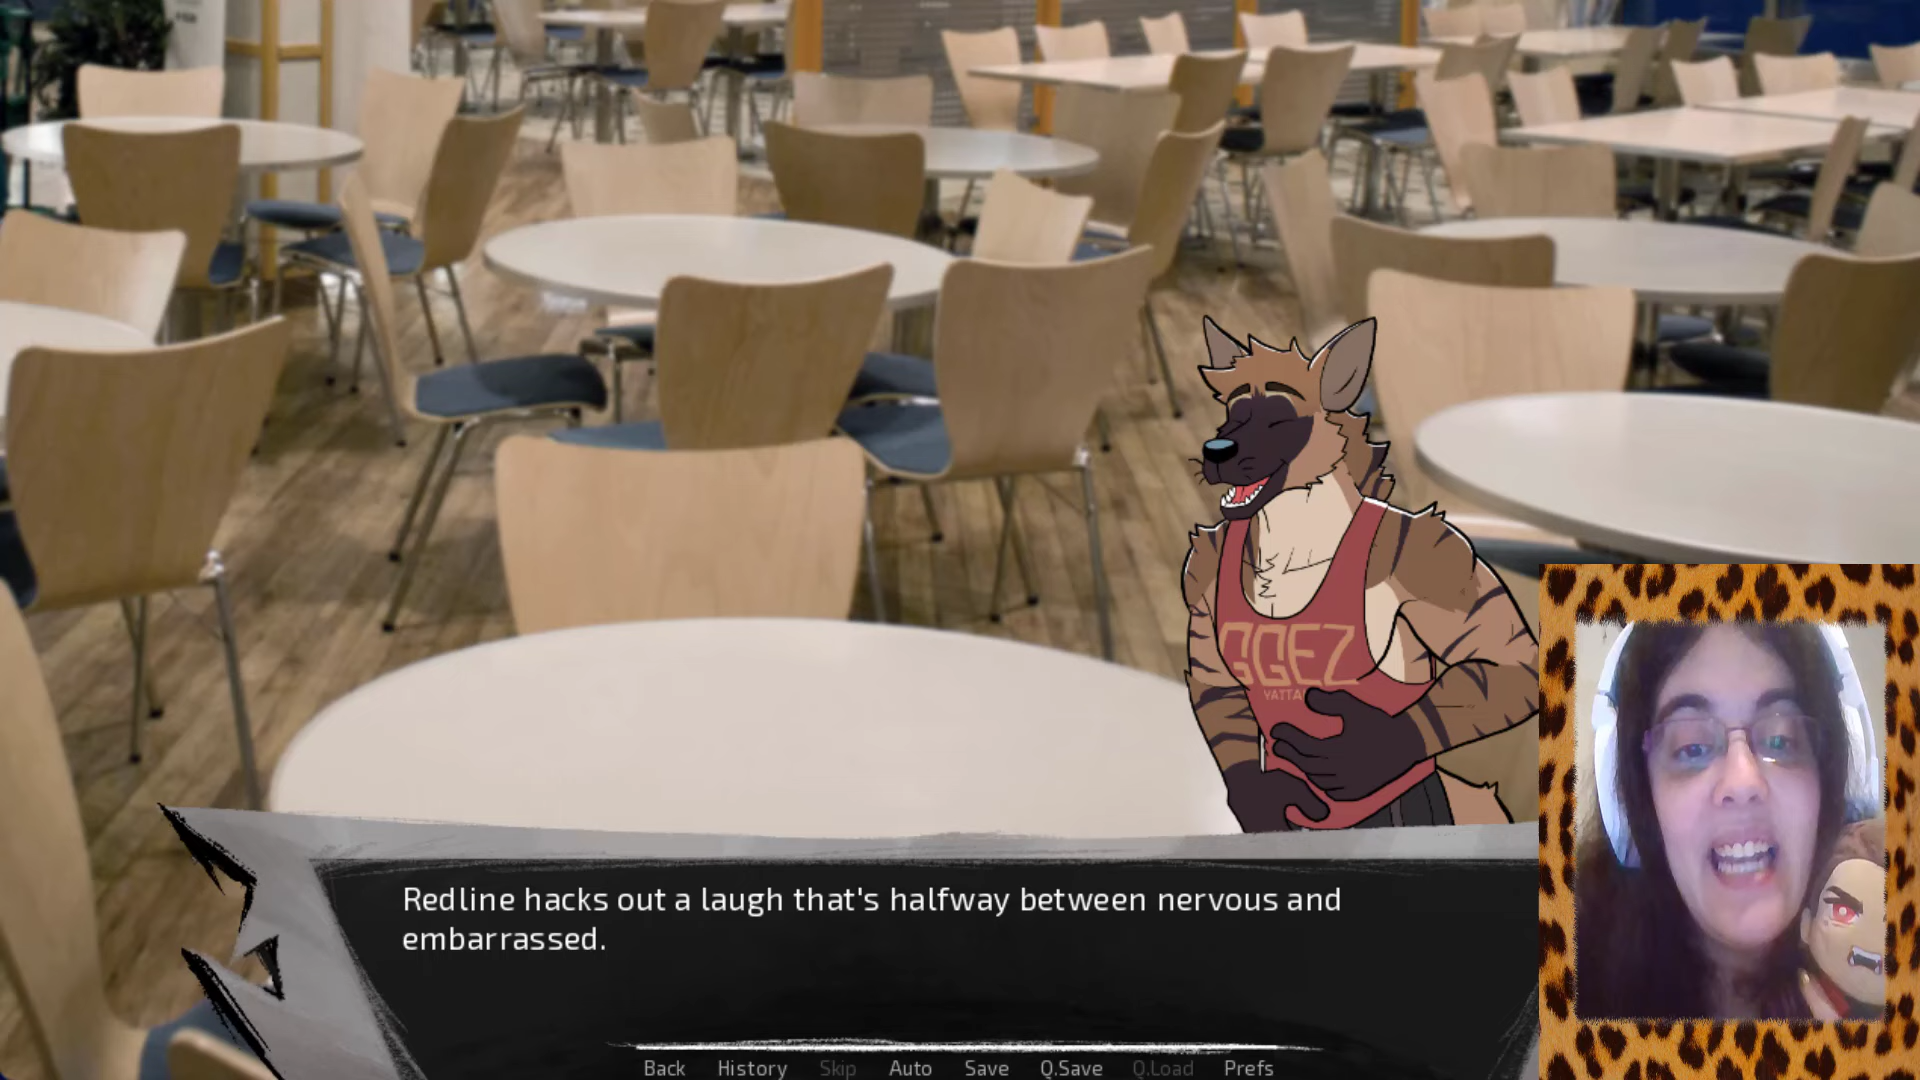 GGEZ
YATTA
Redline hacks out a laugh that's halfway between nervous and
embarrassed.
Back History Skip Auto Save Q.Save Q.Load Prefs